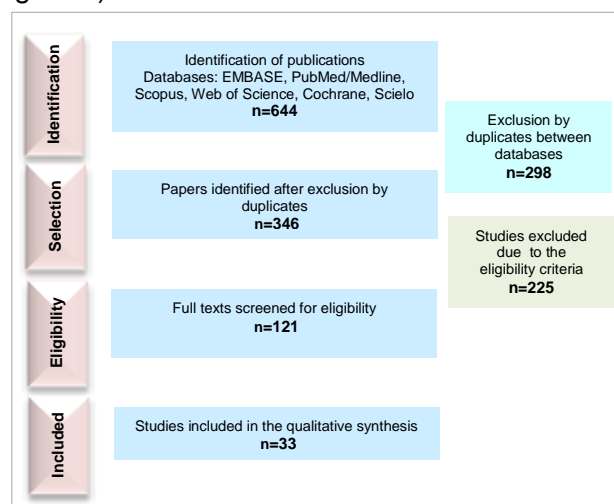 Identification
Identification of publications
Databases: EMBASE, PubMed/Medline,
Scopus, Web of Science, Cochrane, Scielo
n=644
Exclusion by
duplicates between
databases
n=298
Selection
Papers identified after exclusion by
duplicates
n=346
Studies excluded
due to the
eligibility criteria
n=225
Eligibility
Full texts screened for eligibility
n=121
Included
Studies included in the qualitative synthesis
n=33